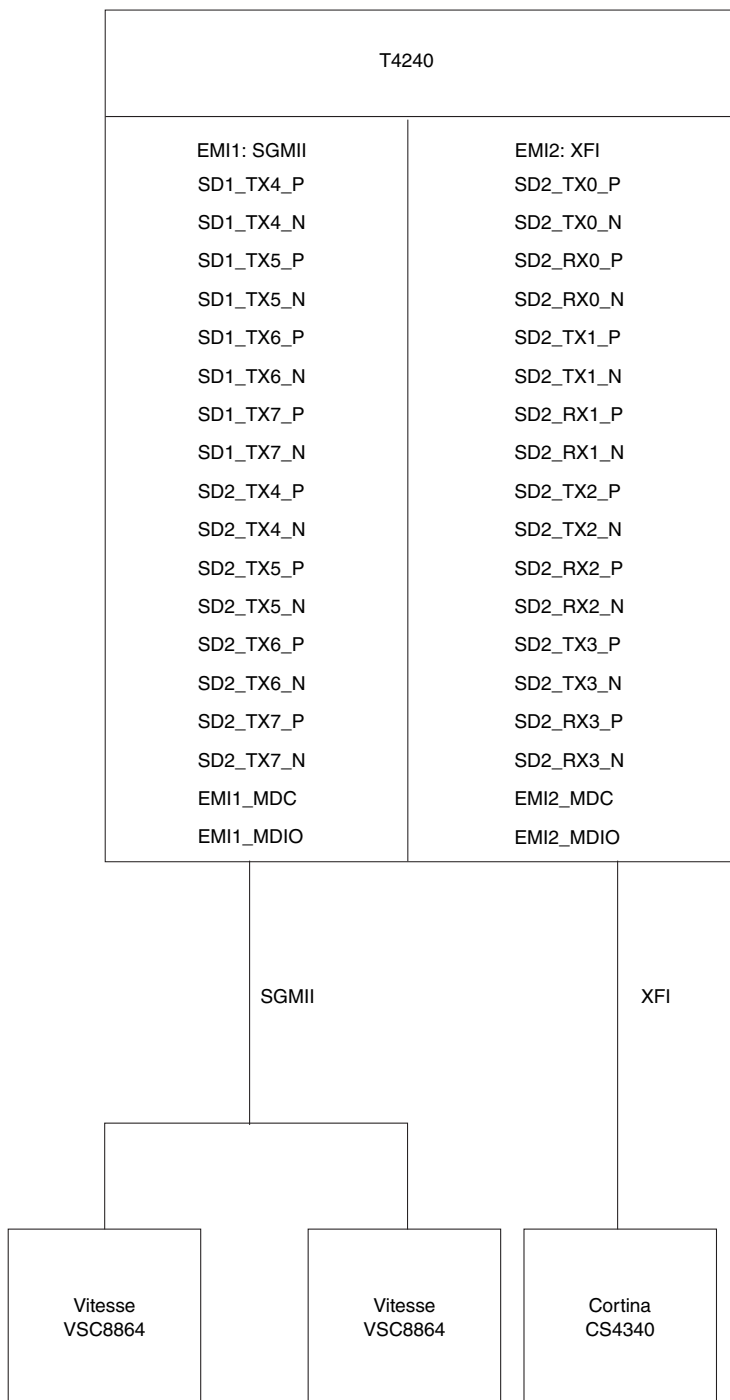 T4240
EMI1: SGMII
SD1_TX4_P
SD1_TX4_N
SD1_TX5_P
SD1_TX5_N
SD1_TX6_P
SD1_TX6_N
SD1_TX7_P
SD1_TX7_N
SD2_TX4_P
SD2_TX4_N
SD2_TX5_P
SD2_TX5_N
SD2_TX6_P
SD2_TX6_N
SD2_TX7_P
SD2_TX7_N
EMI1_MDC
EMI1_MDIO
EMI2: XFI
SD2_TX0_P
SD2_TX0_N
SD2_RX0_P
SD2_RX0_N
SD2_TX1_P
SD2_TX1_N
SD2_RX1_P
SD2_RX1_N
SD2_TX2_P
SD2_TX2_N
SD2_RX2_P
SD2_RX2_N
SD2_TX3_P
SD2_TX3_N
SD2_RX3_P
SD2_RX3_N
EMI2_MDC
EMI2_MDIO
SGMII
XFI
Vitesse
VSC8864
Vitesse
VSC8864
Cortina
CS4340